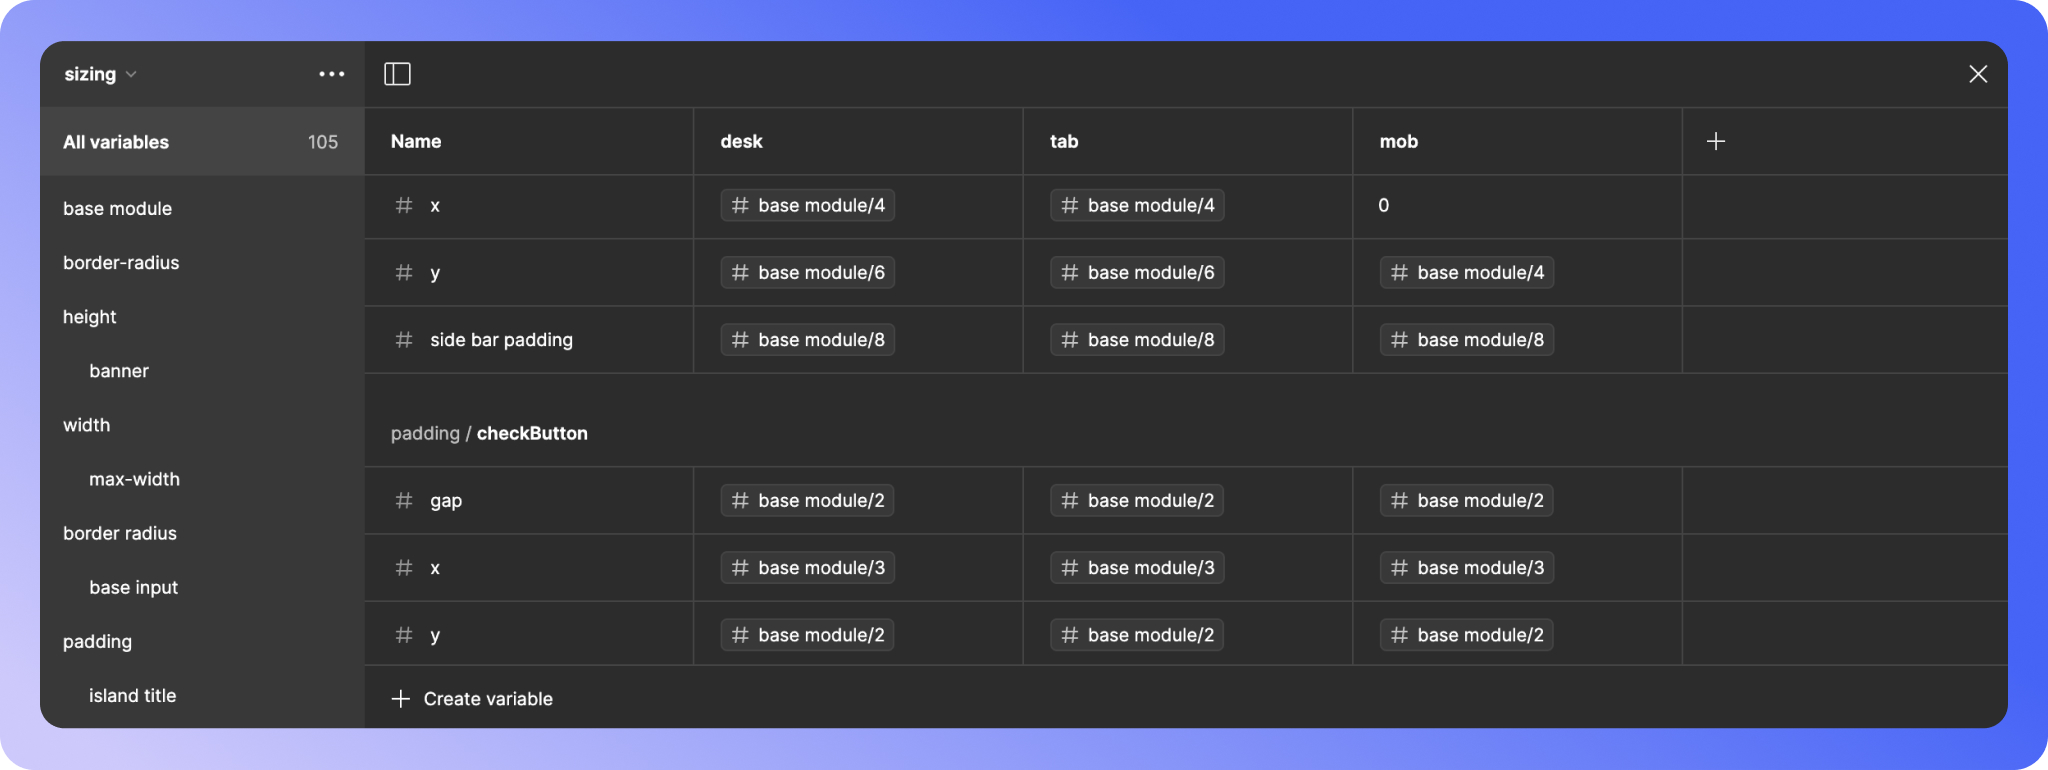 sizing
All variables 105
base module
border-radius
height
banner
width
max-width
border radius
base input
padding
island title
Name desk tab mob
# x # base module/4 # base module/4 0
# y # base module/6 # base module/6 # base module/4
# side bar padding # base module/8 # base module/8 # base module/8
padding / checkButton
# gap # base module/2 # base module/2 # base module/2
# x # base module/3 # base module/3 # base module/3
# y # base module/2 # base module/2 # base module/2
+ Create variable